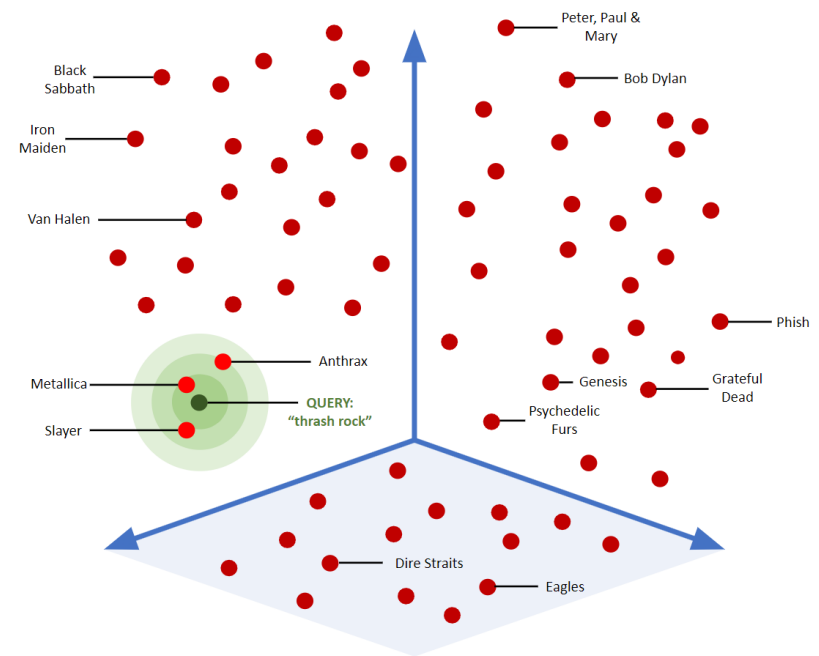 Peter, Paul &
Mary
Black
Sabbath
Bob Dylan
Iron
Maiden
Van Halen
Phish
Anthrax
Metallica
Genesis
Grateful
Dead
QUERY:
“thrash rock”
Psychedelic
Furs
Slayer
Dire Straits
Eagles